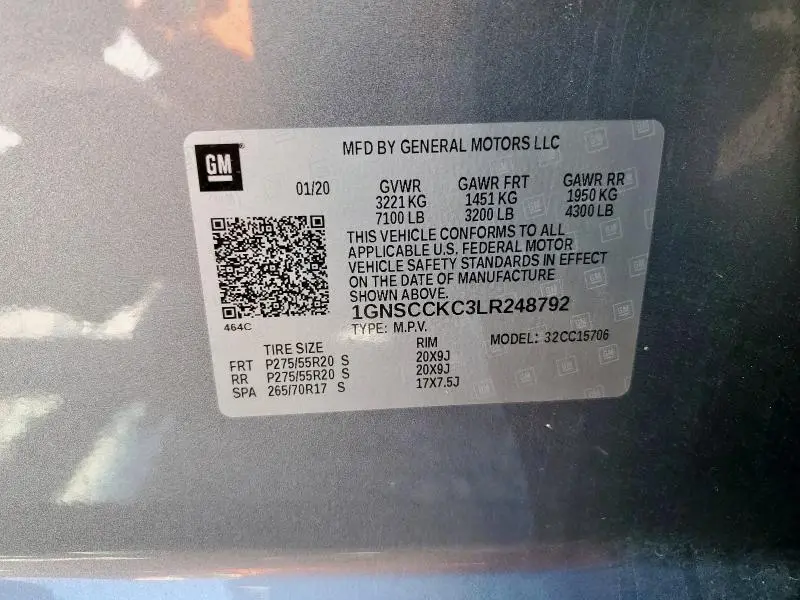 GM
MFD BY GENERAL MOTORS LLC
01/20 GVWR GAWR FRT GAWR RR
3221 KG 1451 KG 1950 KG
7100 LB 3200 LB 4300 LB
THIS VEHICLE CONFORMS TO ALL
APPLICABLE U.S. FEDERAL MOTOR
VEHICLE SAFETY STANDARDS IN EFFECT
ON THE DATE OF MANUFACTURE
SHOWN ABOVE.
1GNSCCKC3LR248792
464C
TYPE: M.P.V. MODEL: 32CC15706
TIRE SIZE RIM
FRT P275/55R20 S 20X9J
RR P275/55R20 S 20X9J
SPA 265/70R17 S 17X7.5J